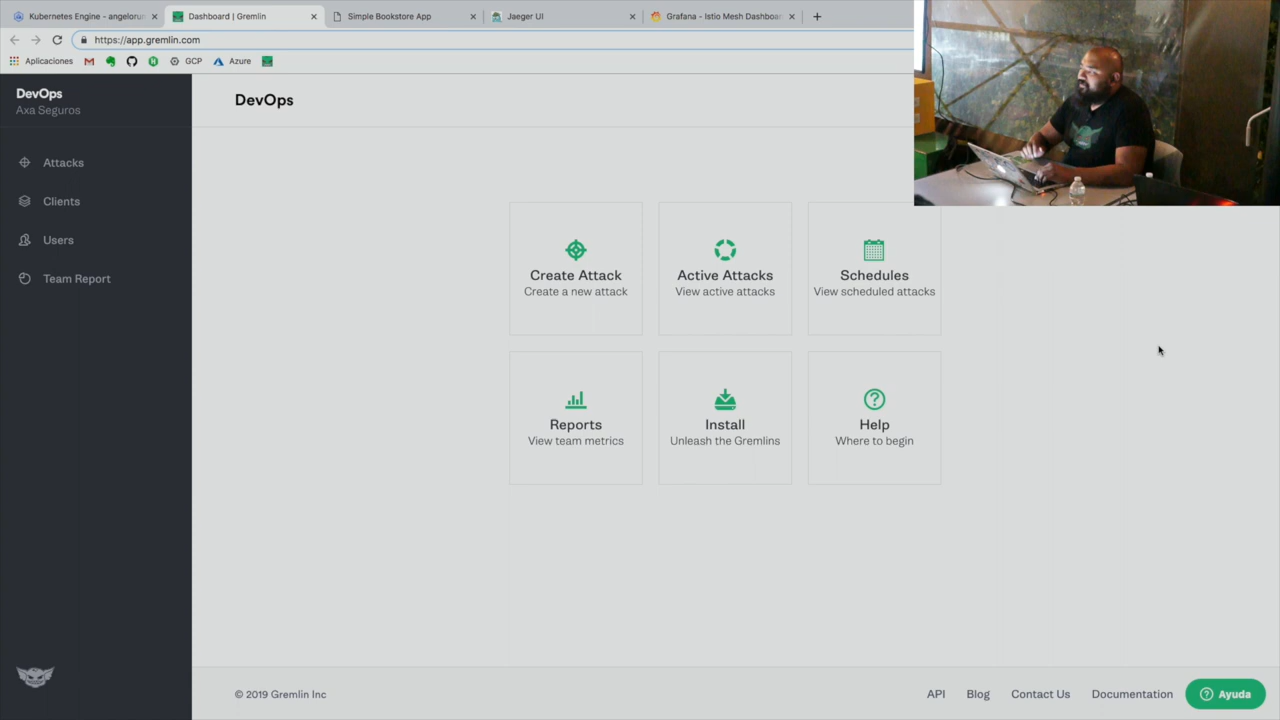 Kubernetes Engine - angelorun
Dashboard | Gremlin
Simple Bookstore App
Jaeger UI
Grafana - Istio Mesh Dashboar
https://app.gremlin.com
Aplicaciones
GCP
Azure
DevOps
Axa Seguros
DevOps
Attacks
Clients
Users
Team Report
Create Attack
Create a new attack
Active Attacks
View active attacks
Schedules
View scheduled attacks
Reports
View team metrics
Install
Unleash the Gremlins
Help
Where to begin
© 2019 Gremlin Inc
API
Blog
Contact Us
Documentation
Ayuda